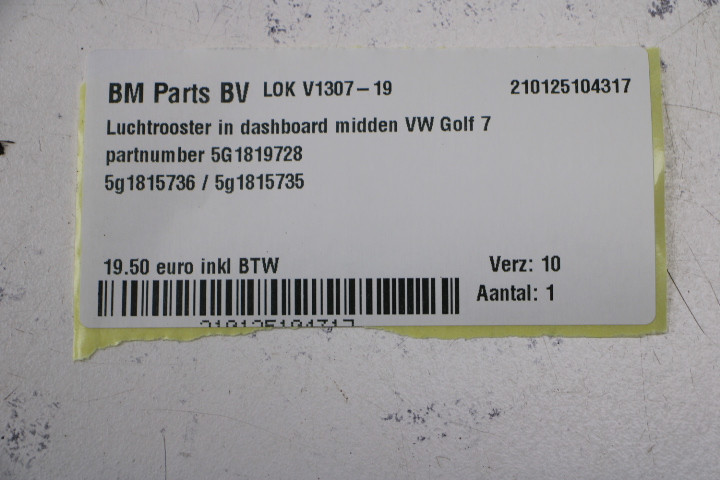 BM Parts BV LOK V1307-19 210125104317
Luchtrooster in dashboard midden VW Golf 7
partnumber 5G1819728
5g1815736 / 5g1815735
19.50 euro inkl BTW Verz: 10
Aantal: 1
210125104317